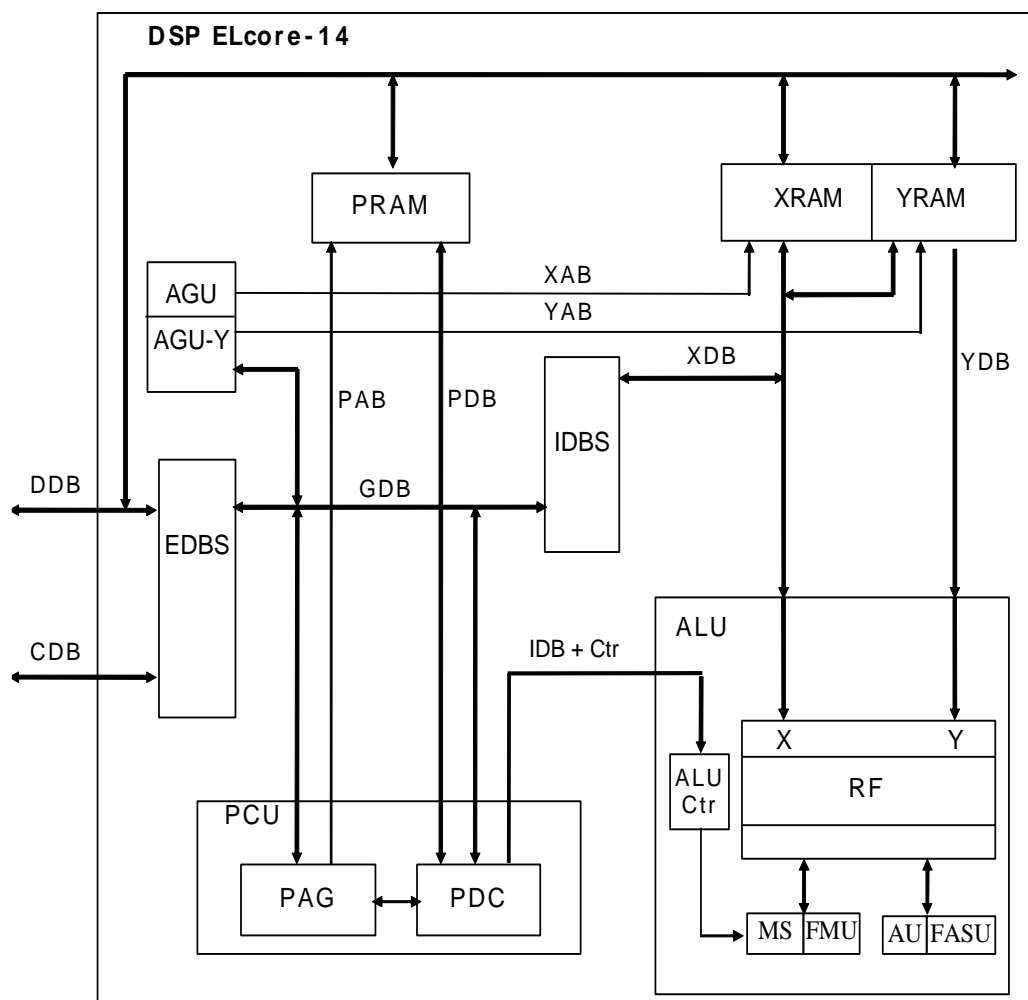 DSP ELcore-14
PRAM
XRAM
YRAM
AGU
XAB
AGU-Y
YAB
XDB
YDB
PAB
PDB
IDBS
DDB
GDB
EDBS
CDB
IDB + Ctr
ALU
X
Y
ALU
Ctr
RF
PCU
PAG
PDC
MS
FMU
AU
FASU